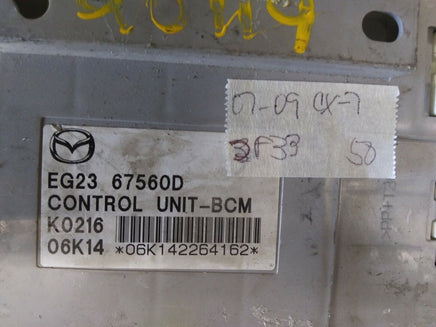 07-09 CX-7
3F33 50
EG23 67560D
CONTROL UNIT-BCM
K0216
06K14 *06K142264162*